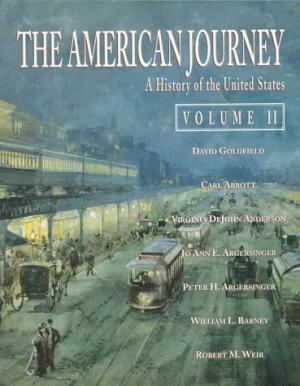 THE AMERICAN JOURNEY
A History of the United States
VOLUME II
DAVID GOLDFIELD
CARL ABBOTT
VIRGINIA DEJOHN ANDERSON
JO ANN E. ARGERSINGER
PETER H. ARGERSINGER
WILLIAM L. BARNEY
ROBERT M. WEIR